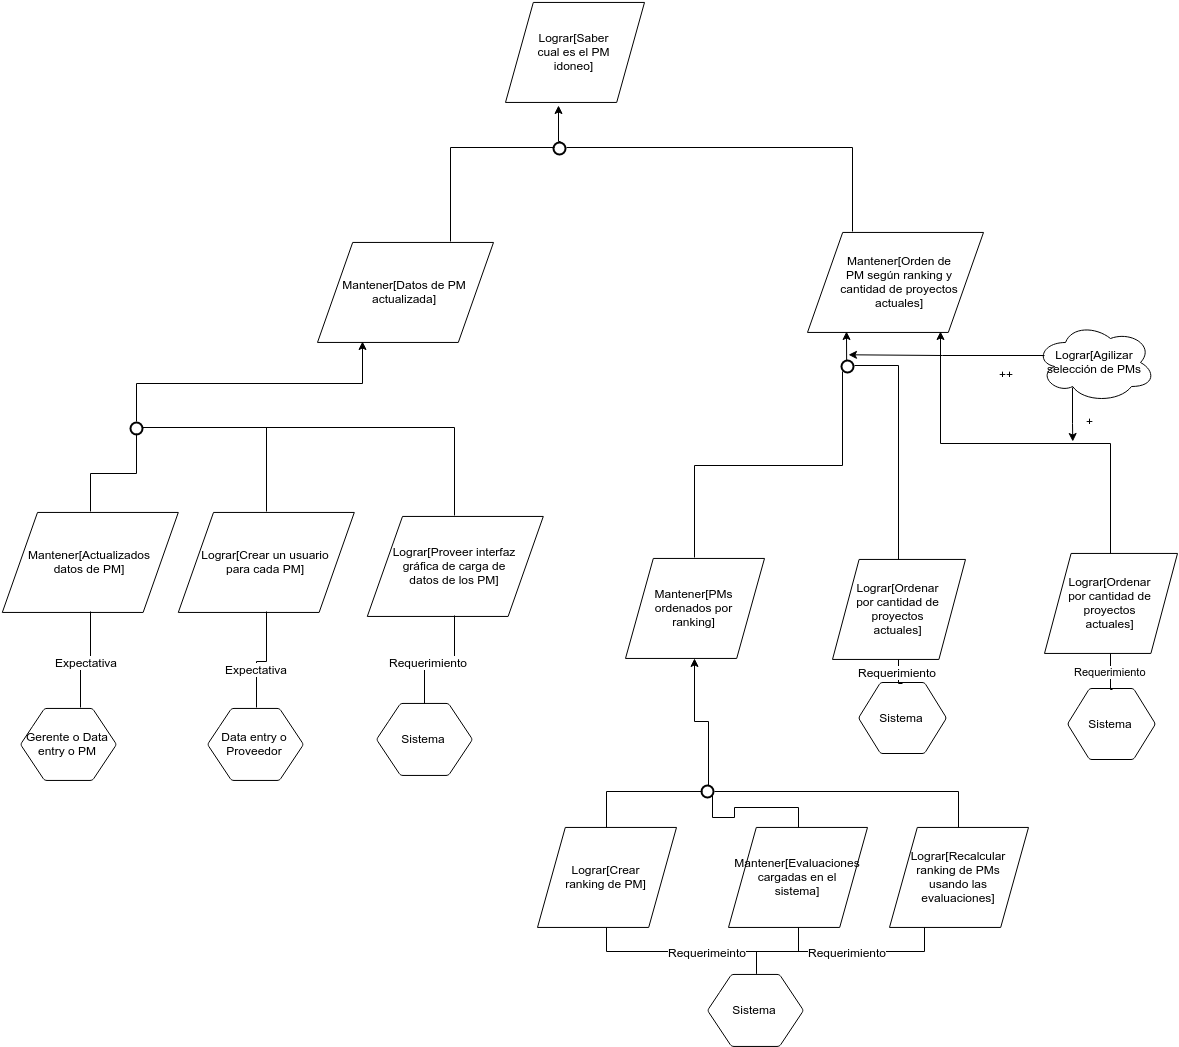 Lograr[Saber
cual es el PM
idoneo]
Mantener[Datos de PM
actualizada]
Mantener[Orden de
PM según ranking y
cantidad de proyectos
actuales]
Lograr[Agilizar
selección de PMs
++
+
Mantener[Actualizados
datos de PM]
Lograr[Crear un usuario
para cada PM]
Lograr[Proveer interfaz
gráfica de carga de
datos de los PM]
Mantener[PMs
ordenados por
ranking]
Lograr[Ordenar
por cantidad de
proyectos
actuales]
Lograr[Ordenar
por cantidad de
proyectos
actuales]
Expectativa
Expectativa
Requerimiento
Requerimiento
Requerimiento
Gerente o Data
entry o PM
Data entry o
Proveedor
Sistema
Sistema
Sistema
Lograr[Crear
ranking de PM]
Mantener[Evaluaciones
cargadas en el
sistema]
Lograr[Recalcular
ranking de PMs
usando las
evaluaciones]
Requerimeinto
Requerimiento
Sistema